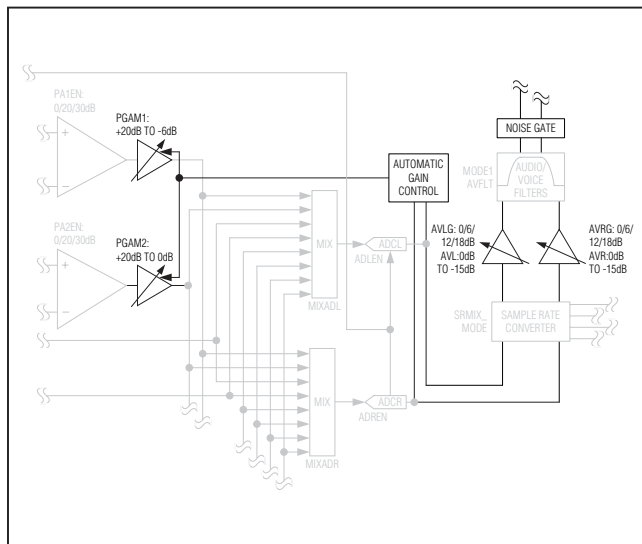 PA1EN:
0/20/30dB
PGAM1:
+20dB TO -6dB
+
−
PA2EN:
0/20/30dB
PGAM2:
+20dB TO 0dB
+
−
MIX
MIXADL
ADCL
ADLEN
MIX
MIXADR
ADCR
ADREN
AUTOMATIC
GAIN
CONTROL
NOISE GATE
MODE1
AVFLT
AUDIO/
VOICE
FILTERS
AVLG: 0/6/
12/18dB
AVL:0dB
TO -15dB
AVRG: 0/6/
12/18dB
AVR:0dB
TO -15dB
SRMIX_
MODE
SAMPLE RATE
CONVERTER